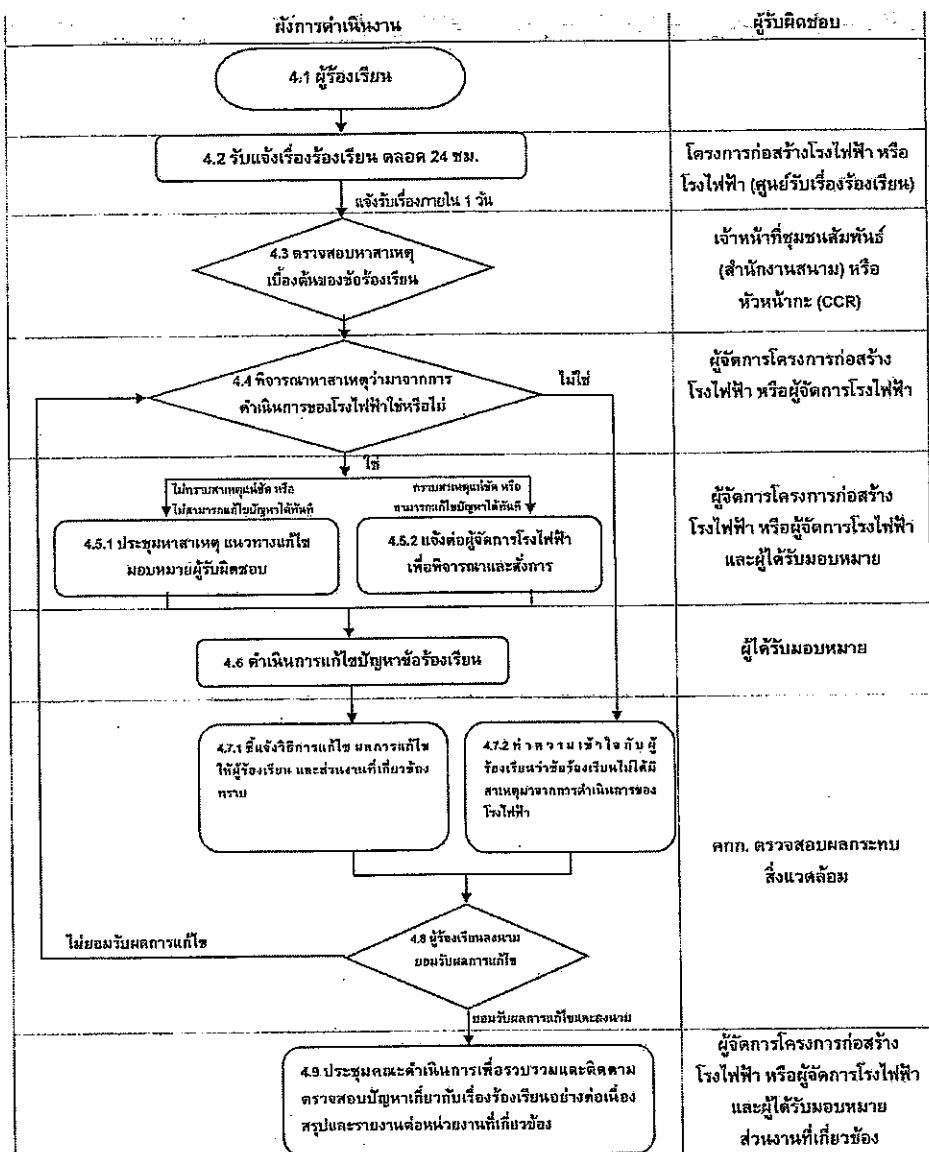 ผังการดำเนินงาน
ผู้รับผิดชอบ
4.1 ผู้ร้องเรียน
4.2 รับแจ้งเรื่องร้องเรียน ตลอด 24 ชม.
โครงการก่อสร้างโรงไฟฟ้า หรือ
โรงไฟฟ้า (ศูนย์รับเรื่องร้องเรียน)
แจ้งรับเรื่องภายใน 1 วัน
4.3 ตรวจสอบหาสาเหตุ
เบื้องต้นของข้อร้องเรียน
เจ้าหน้าที่ชุมชนสัมพันธ์
(สำนักงานสนาม) หรือ
หัวหน้ากะ (CCR)
4.4 พิจารณาหาสาเหตุว่ามาจากการ
ดำเนินการของโรงไฟฟ้าใช่หรือไม่
ไม่ใช่
ผู้จัดการโครงการก่อสร้าง
โรงไฟฟ้า หรือผู้จัดการโรงไฟฟ้า
ใช่
ไม่ทราบสาเหตุแน่ชัด หรือ
ไม่สามารถแก้ไขปัญหาได้ทันที
ทราบสาเหตุแน่ชัด หรือ
สามารถแก้ไขปัญหาได้ทันที
4.5.1 ประชุมหาสาเหตุ แนวทางแก้ไข
มอบหมายผู้รับผิดชอบ
4.5.2 แจ้งต่อผู้จัดการโรงไฟฟ้า
เพื่อพิจารณาและสั่งการ
ผู้จัดการโครงการก่อสร้าง
โรงไฟฟ้า หรือผู้จัดการโรงไฟฟ้า
และผู้ได้รับมอบหมาย
4.6 ดำเนินการแก้ไขปัญหาข้อร้องเรียน
ผู้ได้รับมอบหมาย
4.7.1 ชี้แจงวิธีการแก้ไข ผลการแก้ไข
ให้ผู้ร้องเรียน และส่วนงานที่เกี่ยวข้อง
ทราบ
4.7.2 ทำความเข้าใจกับผู้
ร้องเรียนว่าข้อร้องเรียนไม่ได้มี
สาเหตุมาจากการดำเนินการของ
โรงไฟฟ้า
คกก. ตรวจสอบผลกระทบ
สิ่งแวดล้อม
ไม่ยอมรับผลการแก้ไข
4.8 ผู้ร้องเรียนลงนาม
ยอมรับผลการแก้ไข
ยอมรับผลการแก้ไขและลงนาม
4.9 ประชุมคณะดำเนินการเพื่อรวบรวมและติดตาม
ตรวจสอบปัญหาเกี่ยวกับเรื่องร้องเรียนอย่างต่อเนื่อง
สรุปและรายงานต่อหน่วยงานที่เกี่ยวข้อง
ผู้จัดการโครงการก่อสร้าง
โรงไฟฟ้า หรือผู้จัดการโรงไฟฟ้า
และผู้ได้รับมอบหมาย
ส่วนงานที่เกี่ยวข้อง